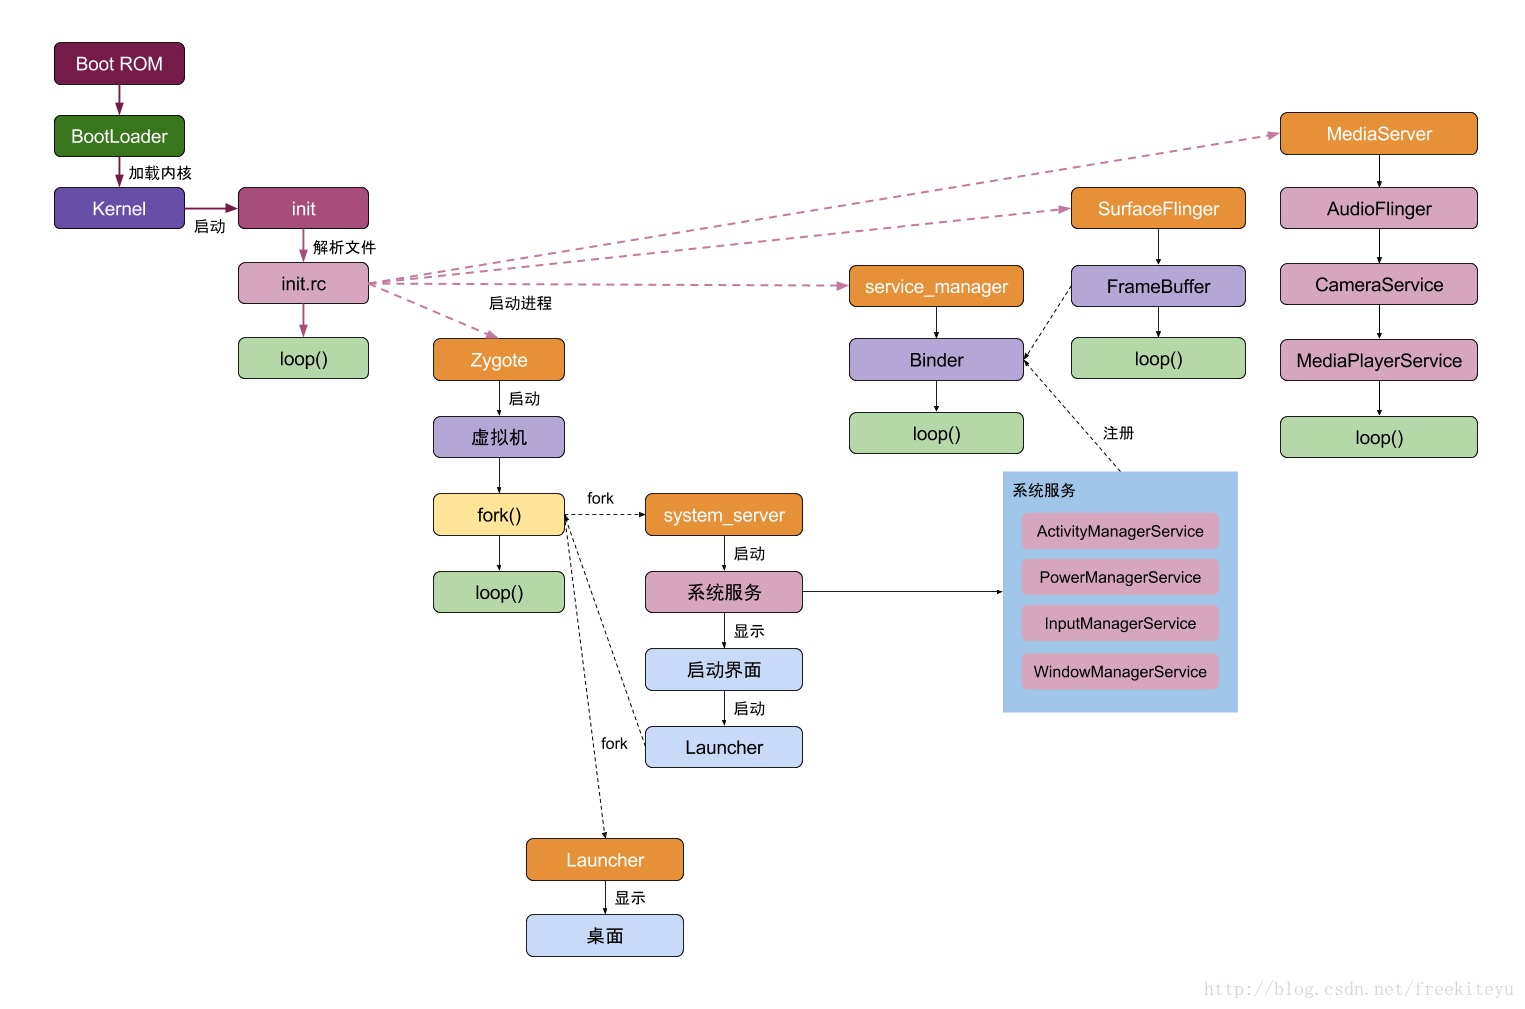 Boot ROM
BootLoader
加载内核
Kernel
启动
init
解析文件
init.rc
loop()
启动进程
Zygote
启动
虚拟机
fork()
loop()
fork
system_server
启动
系统服务
显示
启动界面
启动
Launcher
fork
Launcher
显示
桌面
service_manager
Binder
loop()
SurfaceFlinger
FrameBuffer
loop()
注册
MediaServer
AudioFlinger
CameraService
MediaPlayerService
loop()
系统服务
ActivityManagerService
PowerManagerService
InputManagerService
WindowManagerService
http://blog.csdn.net/freekiteyu